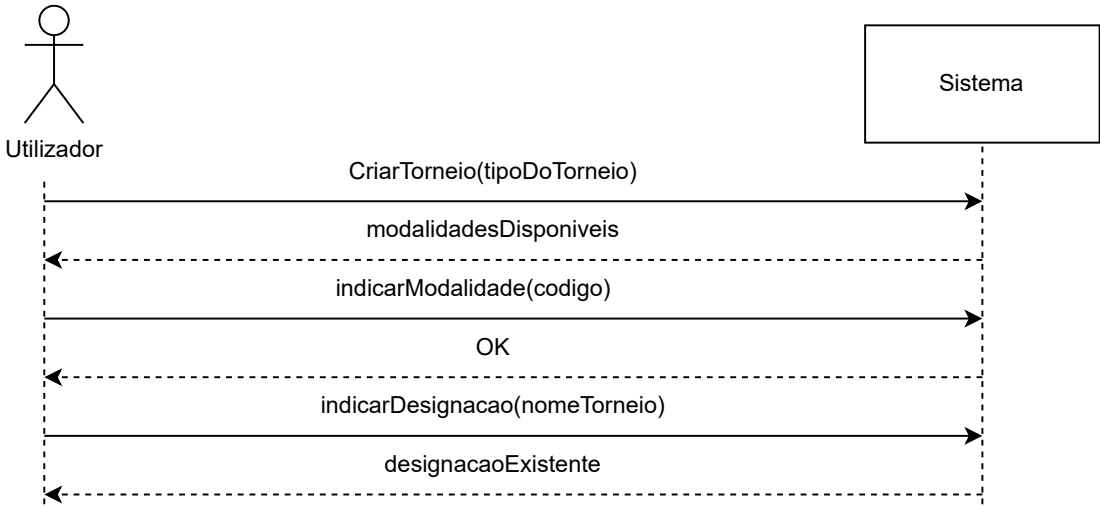 Sistema
Utilizador
CriarTorneio(tipoDoTorneio)
modalidadesDisponiveis
indicarModalidade(codigo)
OK
indicarDesignacao(nomeTorneio)
designacaoExistente